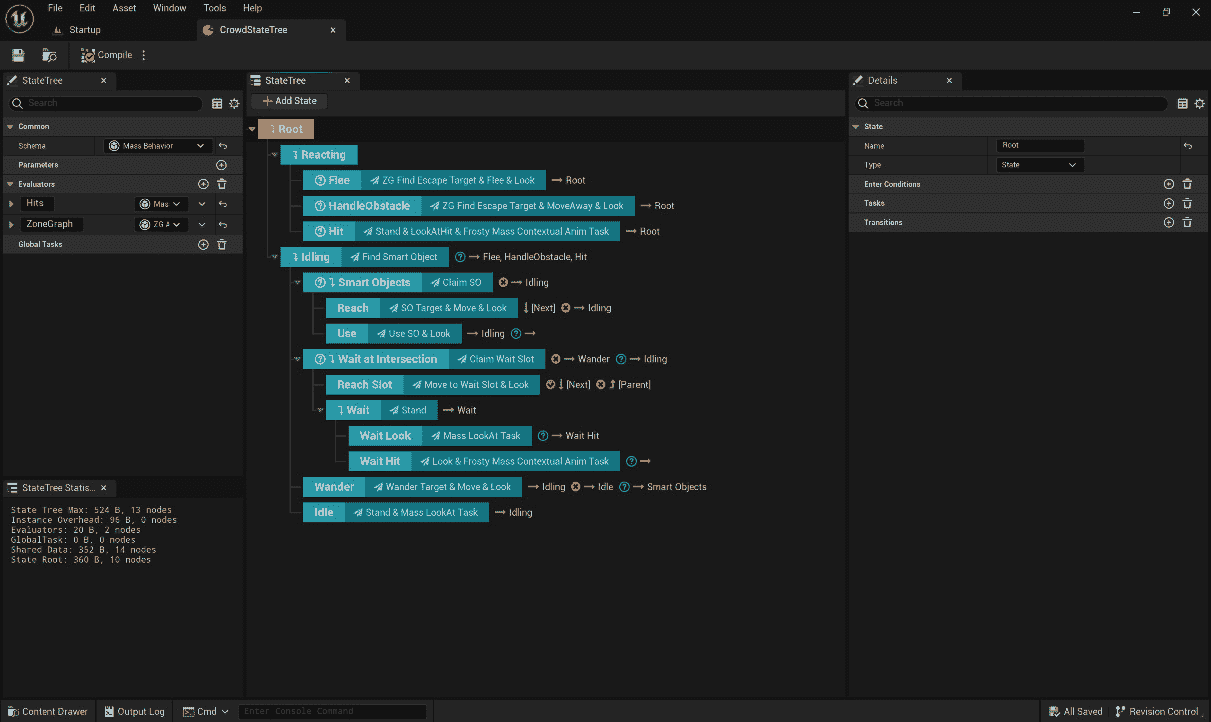 File Edit Asset Window Tools Help
Startup CrowdStateTree
Compile
StateTree
Search
Common
Schema Mass Behavior
Parameters
Evaluators
Hits Mas
ZoneGraph ZG A
Global Tasks
StateTree Statis...
State Tree Max: 524 B, 13 nodes
Instance Overhead: 96 B, 0 nodes
Evaluators: 20 B, 2 nodes
GlobalTask: 0 B, 0 nodes
Shared Data: 352 B, 14 nodes
State Root: 360 B, 10 nodes
StateTree
Add State
Root
Reacting
Flee ZG Find Escape Target & Flee & Look → Root
HandleObstacle ZG Find Escape Target & MoveAway & Look → Root
Hit Stand & LookAtHit & Frosty Mass Contextual Anim Task → Root
Idling Find Smart Object → Flee, HandleObstacle, Hit
Smart Objects Claim SO → Idling
Reach SO Target & Move & Look [Next] → Idling
Use Use SO & Look → Idling →
Wait at Intersection Claim Wait Slot → Wander → Idling
Reach Slot Move to Wait Slot & Look [Next] [Parent]
Wait Stand → Wait
Wait Look Mass LookAt Task → Wait Hit
Wait Hit Look & Frosty Mass Contextual Anim Task →
Wander Wander Target & Move & Look → Idling → Idle → Smart Objects
Idle Stand & Mass LookAt Task → Idling
Details
Search
State
Name Root
Type State
Enter Conditions
Tasks
Transitions
Content Drawer Output Log Cmd Enter Console Command All Saved Revision Control